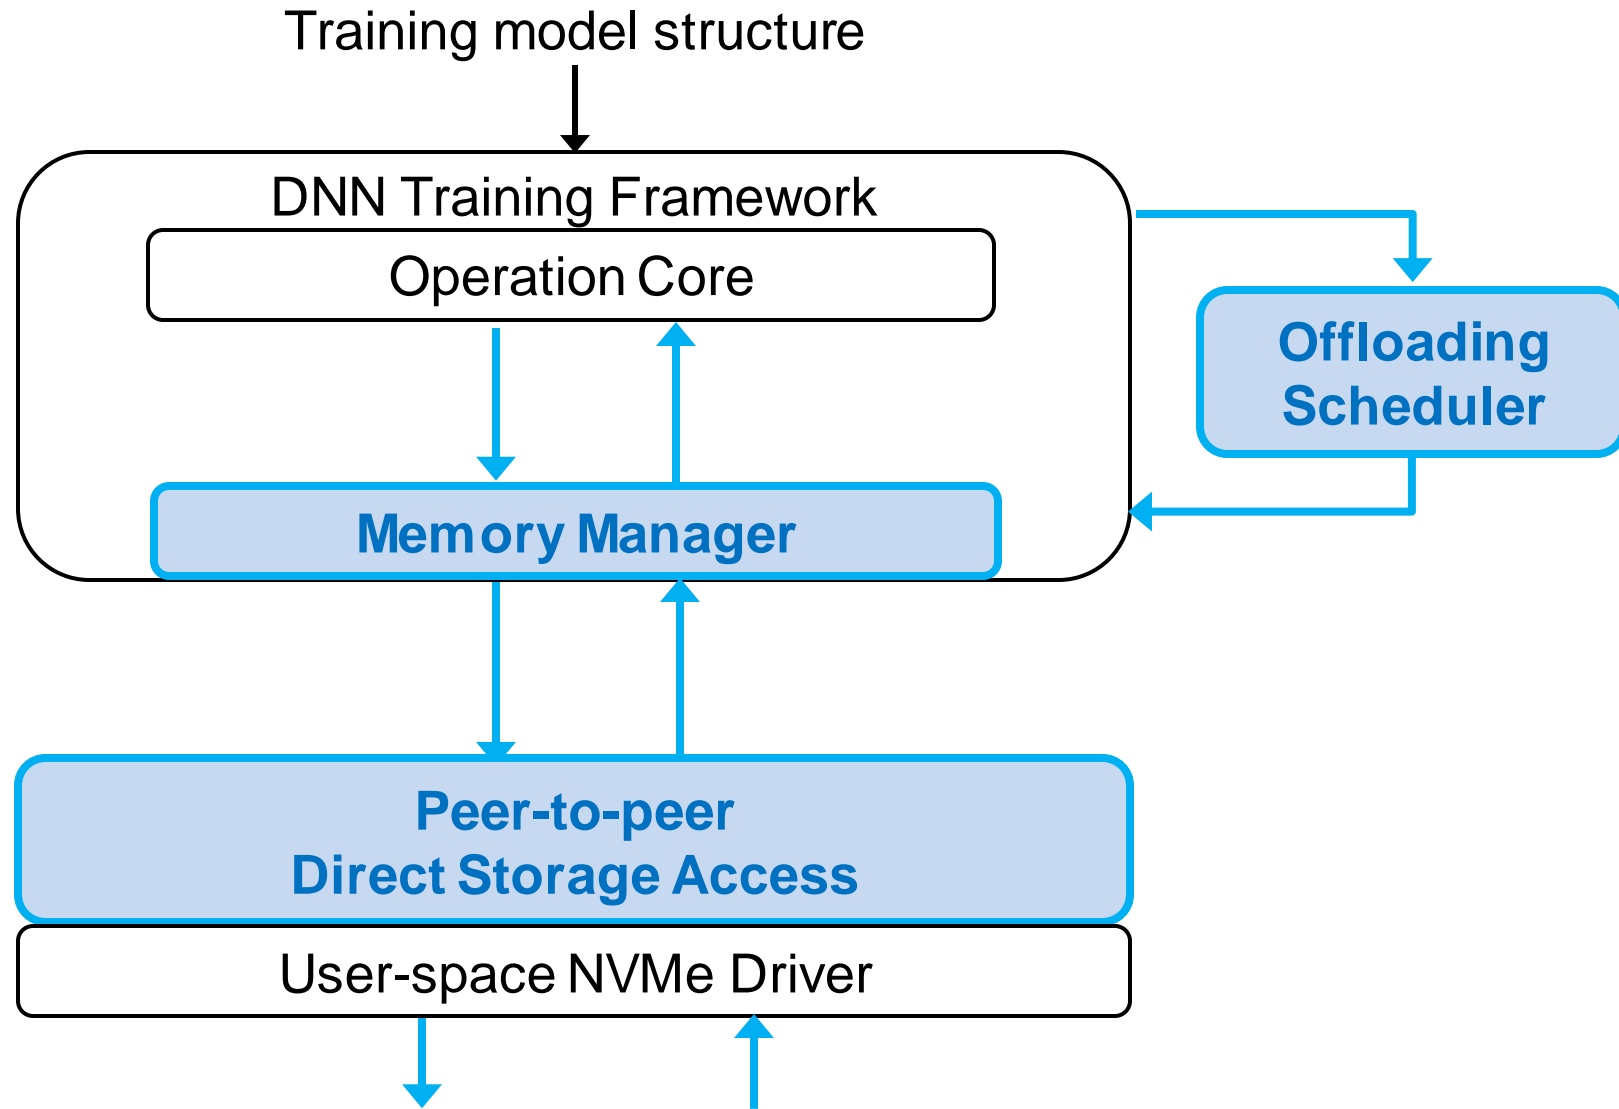 Training model structure
DNN Training Framework
Operation Core
Offloading
Scheduler
Memory Manager
Peer-to-peer
Direct Storage Access
User-space NVMe Driver